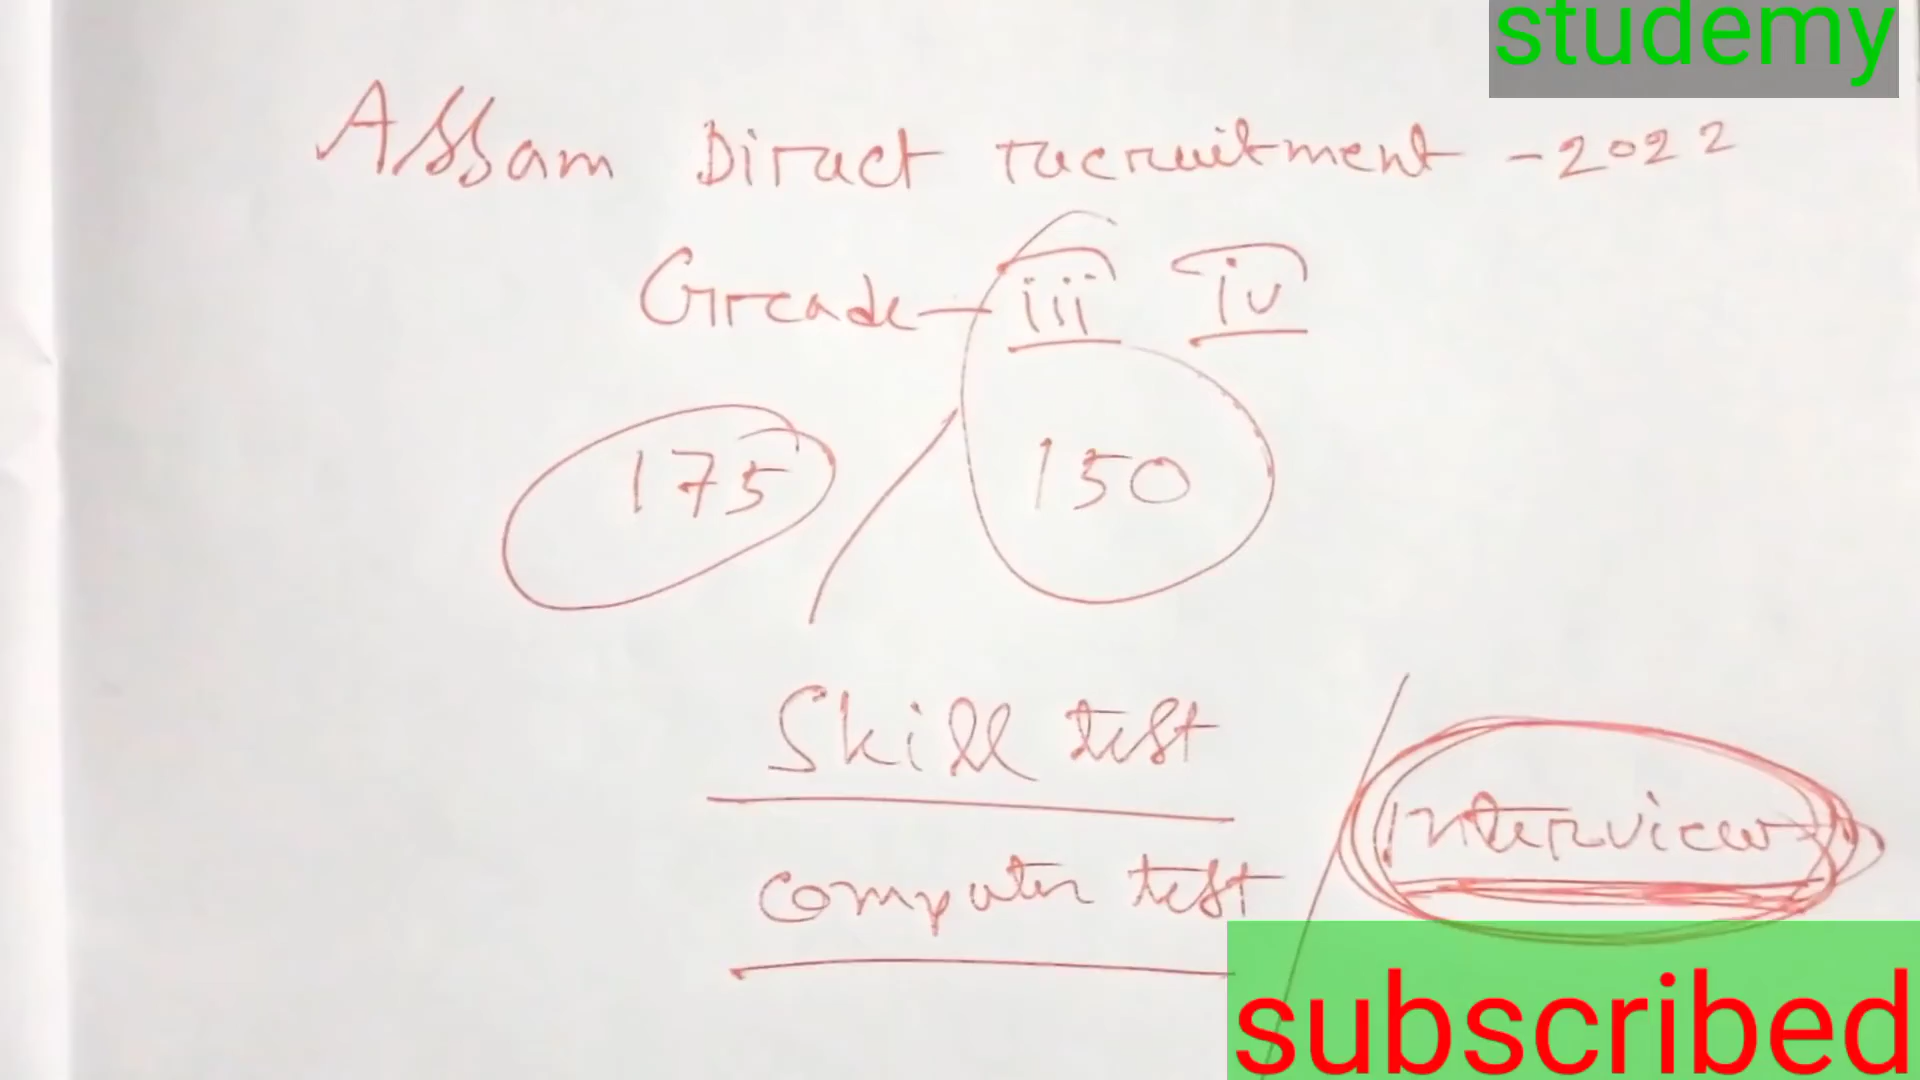 studemy
Assam Direct recruitment - 2022
Grade - iii iv
175 150
Skill test
Interview
computer test
subscribed